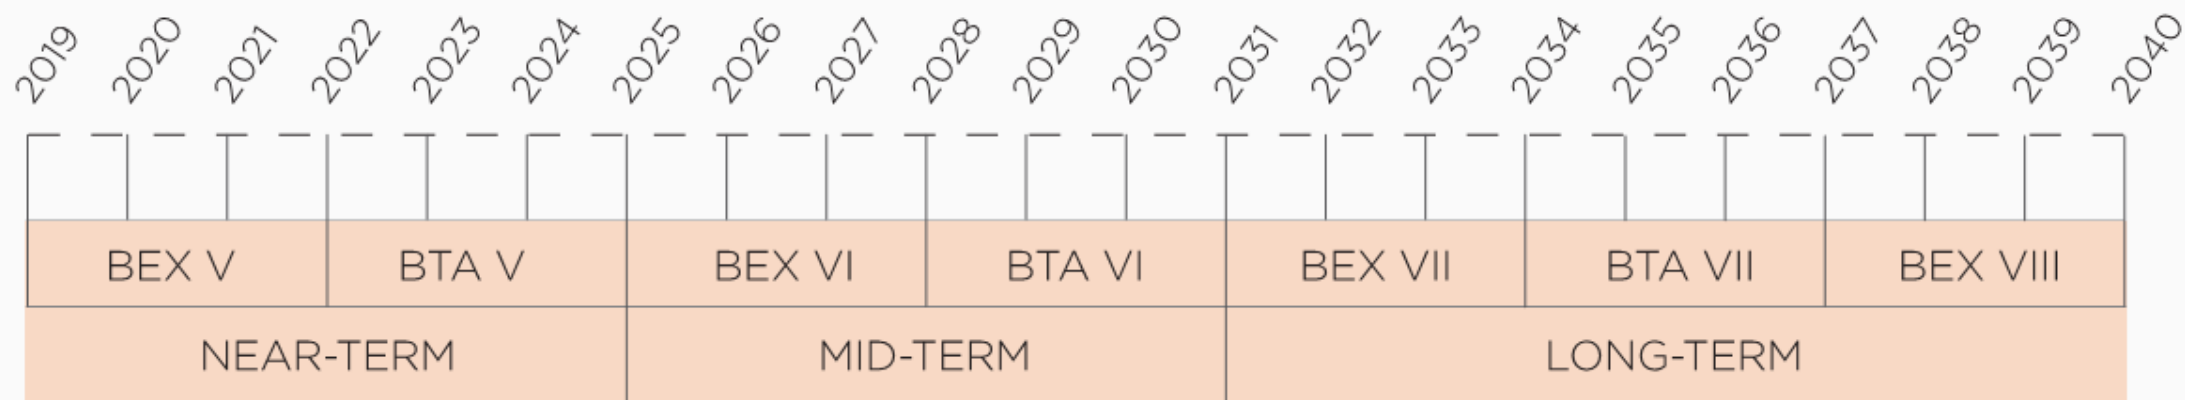 2019 2020 2021 2022 2023 2024 2025 2026 2027 2028 2029 2030 2031 2032 2033 2034 2035 2036 2037 2038 2039 2040
BEX V BTA V BEX VI BTA VI BEX VII BTA VII BEX VIII
NEAR-TERM MID-TERM LONG-TERM